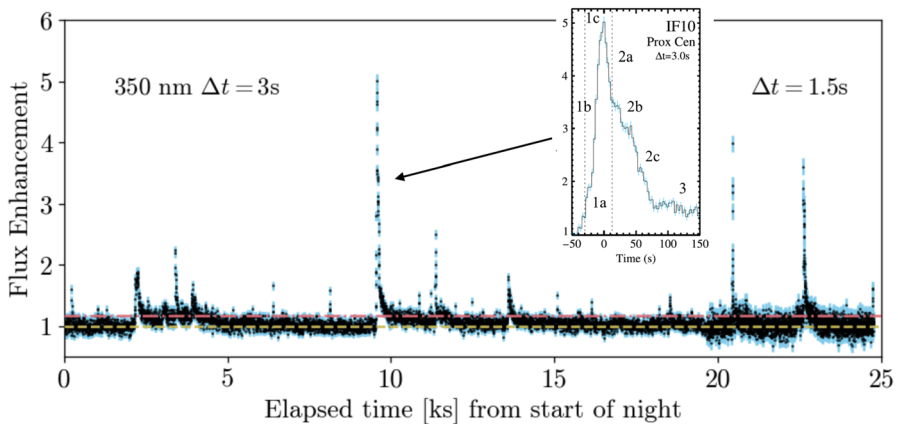 6
5
4
3
2
1
Flux Enhancement
350 nm Δt = 3s
Δt = 1.5s
0
5
10
15
20
25
Elapsed time [ks] from start of night
5
4
3
2
1
1c
IF10
Prox Cen
Δt=3.0s
2a
1b
2b
2c
3
1a
−50
0
50
100
150
Time (s)